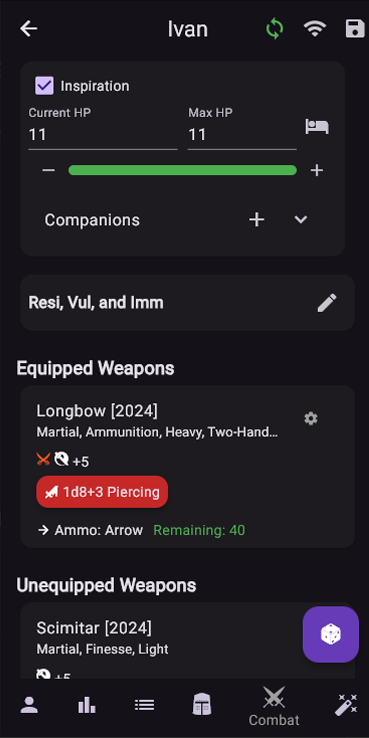 Ivan
Inspiration
Current HP
Max HP
11
11
Companions
Resi, Vul, and Imm
Equipped Weapons
Longbow [2024]
Martial, Ammunition, Heavy, Two-Hand...
+5
1d8+3 Piercing
Ammo: Arrow Remaining: 40
Unequipped Weapons
Scimitar [2024]
Martial, Finesse, Light
+5
Combat